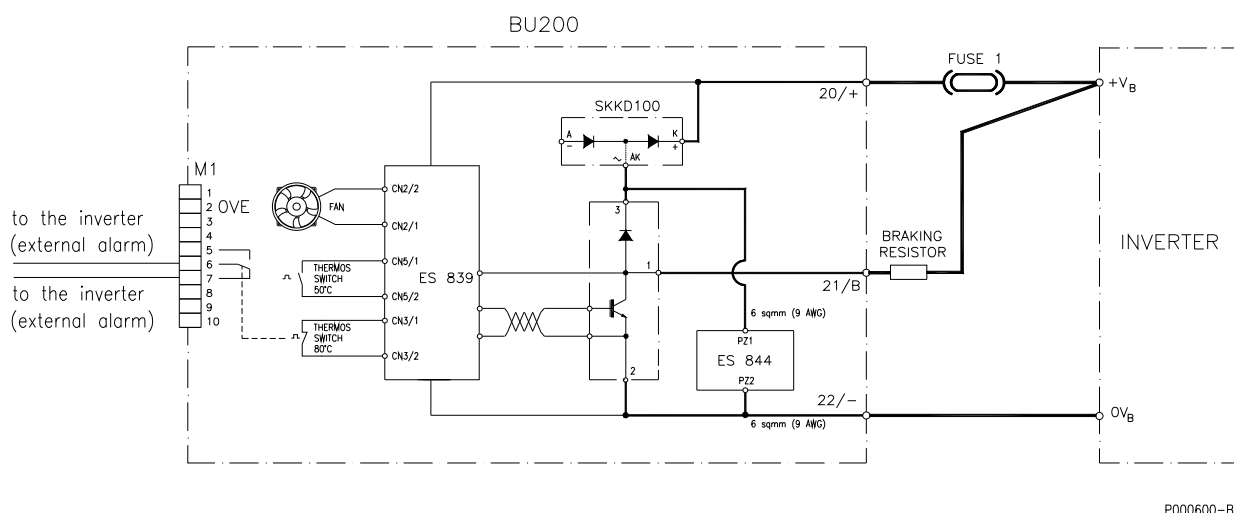 BU200
FUSE 1
20/+
+VB
SKKD100
A
-
K
+
~
AK
M1
1
2
3
4
5
6
7
8
9
10
OVE
to the inverter
(external alarm)
to the inverter
(external alarm)
FAN
CN2/2
CN2/1
CN5/1
CN5/2
CN3/1
CN3/2
THERMOS
SWITCH
50°C
THERMOS
SWITCH
80°C
ES 839
3
1
2
BRAKING
RESISTOR
21/B
INVERTER
6 sqmm (9 AWG)
PZ1
ES 844
PZ2
22/-
6 sqmm (9 AWG)
0VB
P000600-B